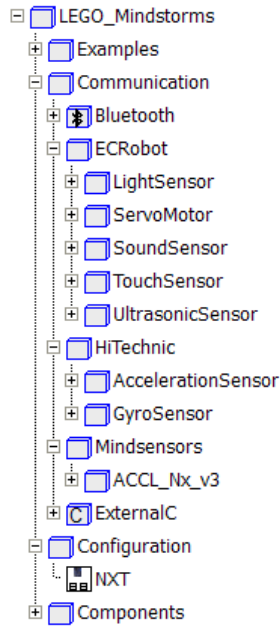 LEGO_Mindstorms
Examples
Communication
Bluetooth
ECRobot
LightSensor
ServoMotor
SoundSensor
TouchSensor
UltrasonicSensor
HiTechnic
AccelerationSensor
GyroSensor
Mindsensors
ACCL_Nx_v3
C ExternalC
Configuration
NXT
Components